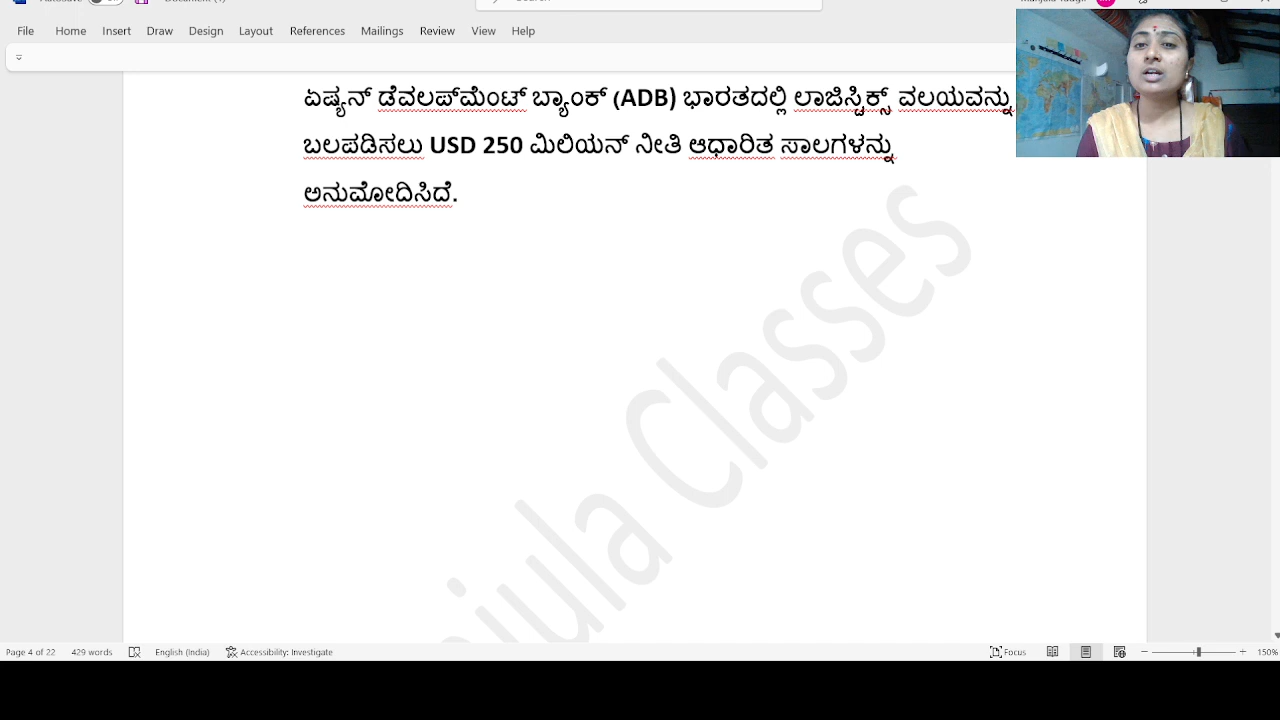 File Home Insert Draw Design Layout References Mailings Review View Help
ಏಷ್ಯನ್ ಡೆವಲಪ್‌ಮೆಂಟ್ ಬ್ಯಾಂಕ್ (ADB) ಭಾರತದಲ್ಲಿ ಲಾಜಿಸ್ಟಿಕ್ಸ್ ವಲಯವನ್ನು
ಬಲಪಡಿಸಲು USD 250 ಮಿಲಿಯನ್ ನೀತಿ ಆಧಾರಿತ ಸಾಲಗಳನ್ನು
ಅನುಮೋದಿಸಿದೆ.
Classes
Page 4 of 22 429 words English (India) Accessibility: Investigate Focus 150%